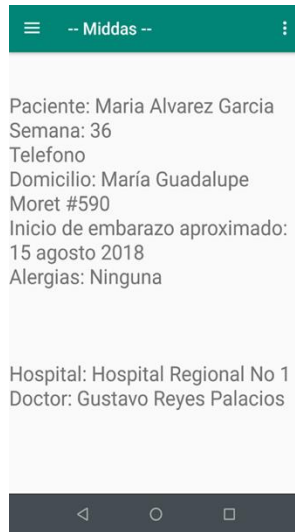 -- Middas --
Paciente: Maria Alvarez Garcia
Semana: 36
Telefono
Domicilio: María Guadalupe
Moret #590
Inicio de embarazo aproximado:
15 agosto 2018
Alergias: Ninguna
Hospital: Hospital Regional No 1
Doctor: Gustavo Reyes Palacios